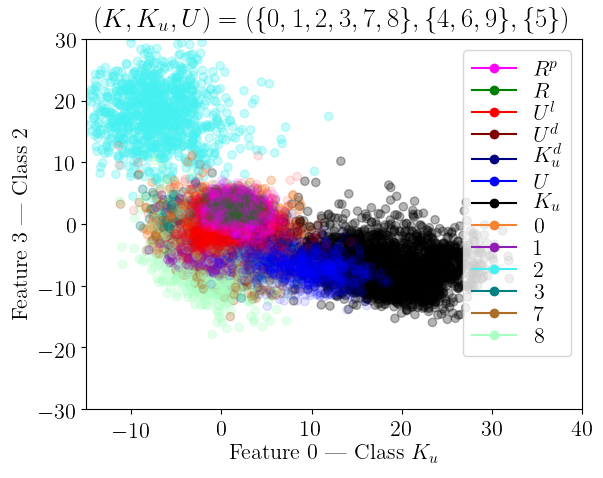 (K, K_u, U) = ({0, 1, 2, 3, 7, 8}, {4, 6, 9}, {5})
30
20
10
0
−10
−20
−30
−10
0
10
20
30
40
Feature 3 — Class 2
Feature 0 — Class K_u
R^p
R
U^l
U^d
K_u^d
U
K_u
0
1
2
3
7
8